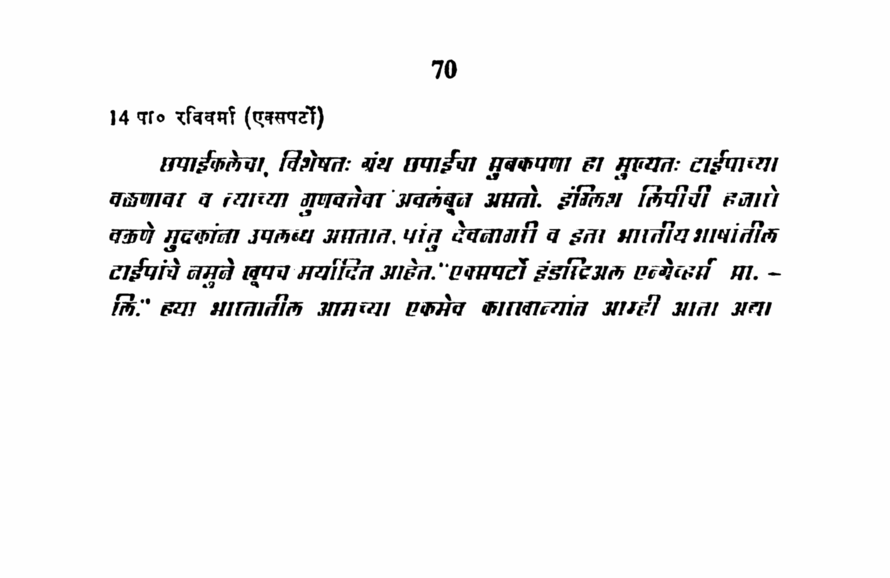 70
14 पा० रविवर्मा (एक्सपर्टो)
छपाईकलेचा, विशेषतः ग्रंथ छपाईचा सुबकपणा हा मुख्यतः टाईपाच्या
वळणावर व त्याच्या गुणवत्तेवर अवलंबून असतो. इंग्लिश लिपीची हजारो
वळणे मुद्रकांना उपलब्ध असतात, परंतु देवनागरी व इतर भारतीय भाषांतील
टाईपांचे नमुने खूपच मर्यादित आहेत. "एक्सपर्टो इंडस्ट्रिअल एन्ग्रेव्हर्स प्रा. –
लि." ह्या भारतातील आमच्या एकमेव कारखान्यांत आम्ही आता अद्या